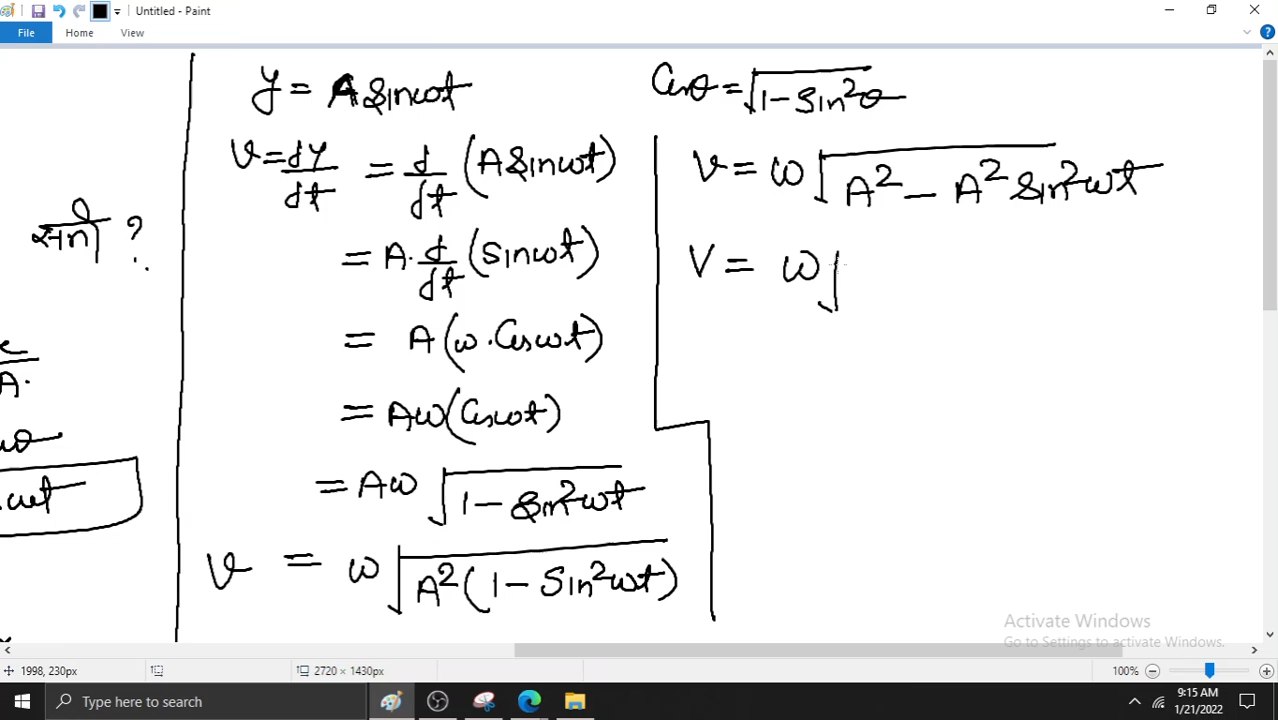 Untitled - Paint
File Home View
y = A Sinωt
V = dy/dt = d/dt (A Sinωt)
= A. d/dt (Sinωt)
= A(ω.Cosωt)
= Aω(Cosωt)
= Aω √1 - Sin²ωt
V = ω √A²(1 - Sin²ωt)
Cosθ = √1 - Sin²θ
V = ω √A² - A² Sin²ωt
V = ω √
?
A.
Activate Windows
Go to Settings to activate Windows.
1998, 230px
2720 × 1430px
100%
Type here to search
9:15 AM
1/21/2022